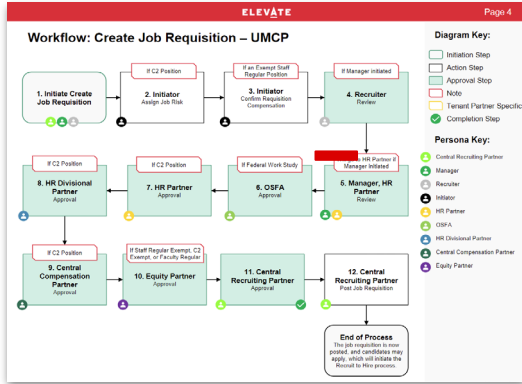 ELEVATE
Page 4
Workflow: Create Job Requisition – UMCP
Diagram Key:
Initiation Step
Action Step
Approval Step
Note
Tenant Partner Specific
Completion Step
Persona Key:
Central Recruiting Partner
Manager
Recruiter
Initiator
HR Partner
OSFA
HR Divisional Partner
Central Compensation Partner
Equity Partner
1. Initiate Create
Job Requisition
If C2 Position
2. Initiator
Assign Job Risk
If an Exempt Staff
Regular Position
3. Initiator
Confirm Requisition
Compensation
If Manager Initiated
4. Recruiter
Review
HR Partner if
Manager Initiated
5. Manager, HR
Partner
Review
If Federal Work Study
6. OSFA
Approval
If C2 Position
7. HR Partner
Approval
If C2 Position
8. HR Divisional
Partner
Approval
If C2 Position
9. Central
Compensation
Partner
Approval
If Staff Regular Exempt, C2
Exempt, or Faculty Regular
10. Equity Partner
Approval
11. Central
Recruiting Partner
Approval
12. Central
Recruiting Partner
Post Job Requisition
End of Process
The job requisition is now
posted, and candidates may
apply, which will initiate the
Recruit to Hire process.